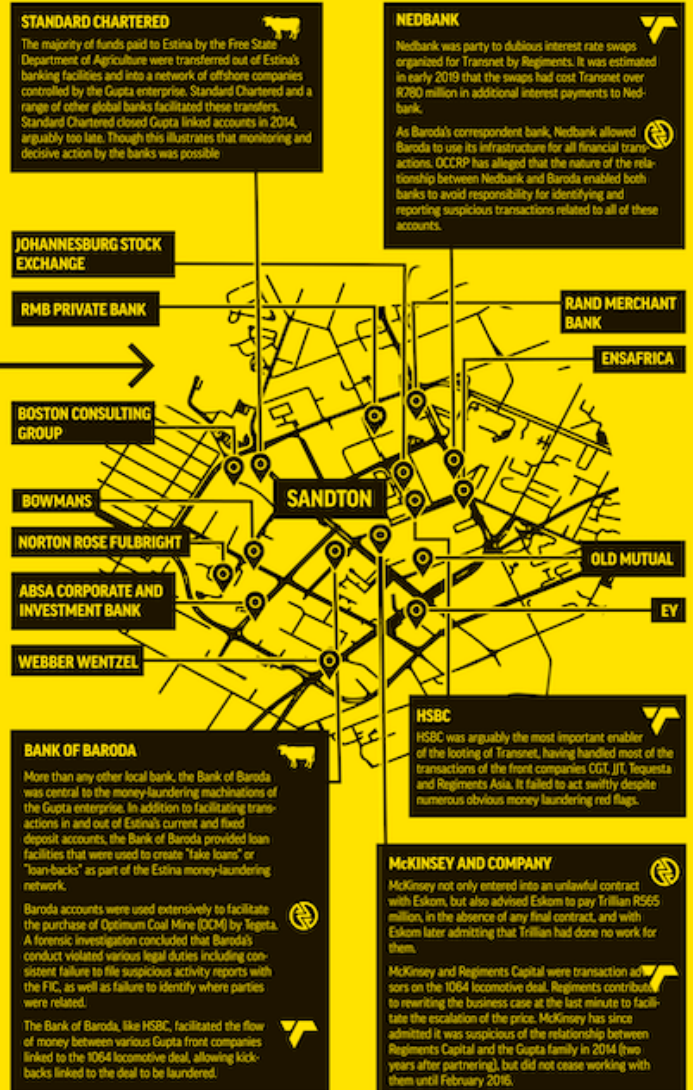 STANDARD CHARTERED
The majority of funds paid to Estina by the Free State
Department of Agriculture were transferred out of Estina's
banking facilities and into a network of offshore companies
controlled by the Gupta enterprise. Standard Chartered and a
range of other global banks facilitated these transfers.
Standard Chartered closed Gupta linked accounts in 2014,
arguably too late. Though this illustrates that monitoring and
decisive action by the banks was possible
NEDBANK
Nedbank was party to dubious interest rate swaps
organized for Transnet by Regiments. It was estimated
in early 2019 that the swaps had cost Transnet over
R780 million in additional interest payments to Ned-
bank.
As Baroda's correspondent bank, Nedbank allowed
Baroda to use its infrastructure for all financial trans-
actions. OCCRP has alleged that the nature of the rela-
tionship between Nedbank and Baroda enabled both
banks to avoid responsibility for identifying and
reporting suspicious transactions related to all of these
accounts.
JOHANNESBURG STOCK
EXCHANGE
RMB PRIVATE BANK
RAND MERCHANT
BANK
ENSAFRICA
BOSTON CONSULTING
GROUP
SANDTON
BOWMANS
NORTON ROSE FULBRIGHT
OLD MUTUAL
ABSA CORPORATE AND
INVESTMENT BANK
EY
WEBBER WENTZEL
HSBC
HSBC was arguably the most important enabler
of the looting of Transnet, having handled most of the
transactions of the front companies CGT, JJT, Tequesta
and Regiments Asia. It failed to act swiftly despite
numerous obvious money laundering red flags.
BANK OF BARODA
More than any other local bank, the Bank of Baroda
was central to the money-laundering machinations of
the Gupta enterprise. In addition to facilitating trans-
actions in and out of Estina's current and fixed
deposit accounts, the Bank of Baroda provided loan
facilities that were used to create "fake loans" or
"loan-backs" as part of the Estina money-laundering
network.
Baroda accounts were used extensively to facilitate
the purchase of Optimum Coal Mine (OCM) by Tegeta.
A forensic investigation concluded that Baroda's
conduct violated various legal duties including con-
sistent failure to file suspicious activity reports with
the FIC, as well as failure to identify where parties
were related.
The Bank of Baroda, like HSBC, facilitated the flow
of money between various Gupta front companies
linked to the 1064 locomotive deal, allowing kick-
backs linked to the deal to be laundered.
McKINSEY AND COMPANY
McKinsey not only entered into an unlawful contract
with Eskom, but also advised Eskom to pay Trillian R565
million, in the absence of any final contract, and with
Eskom later admitting that Trillian had done no work for
them.
McKinsey and Regiments Capital were transaction
sors on the 1064 locomotive deal. Regiments
to rewriting the business case at the last minute to facili-
tate the escalation of the price. McKinsey has since
admitted it was suspicious of the relationship between
Regiments Capital and the Gupta family in 2014 (two
years after partnering), but did not cease working with
them until February 2016.